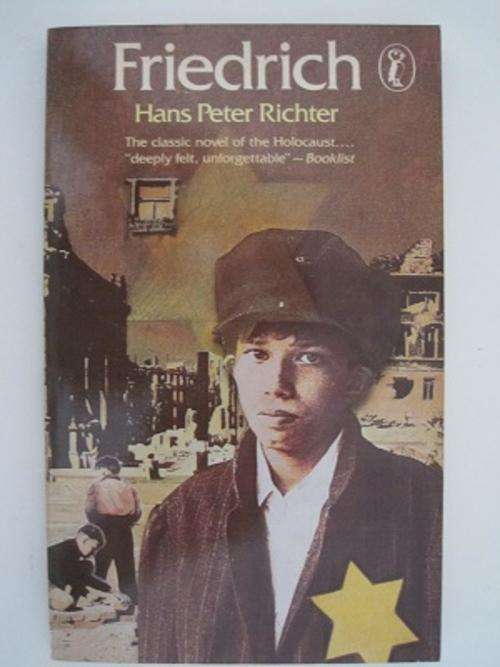 Friedrich
Hans Peter Richter
The classic novel of the Holocaust....
"deeply felt, unforgettable" — Booklist